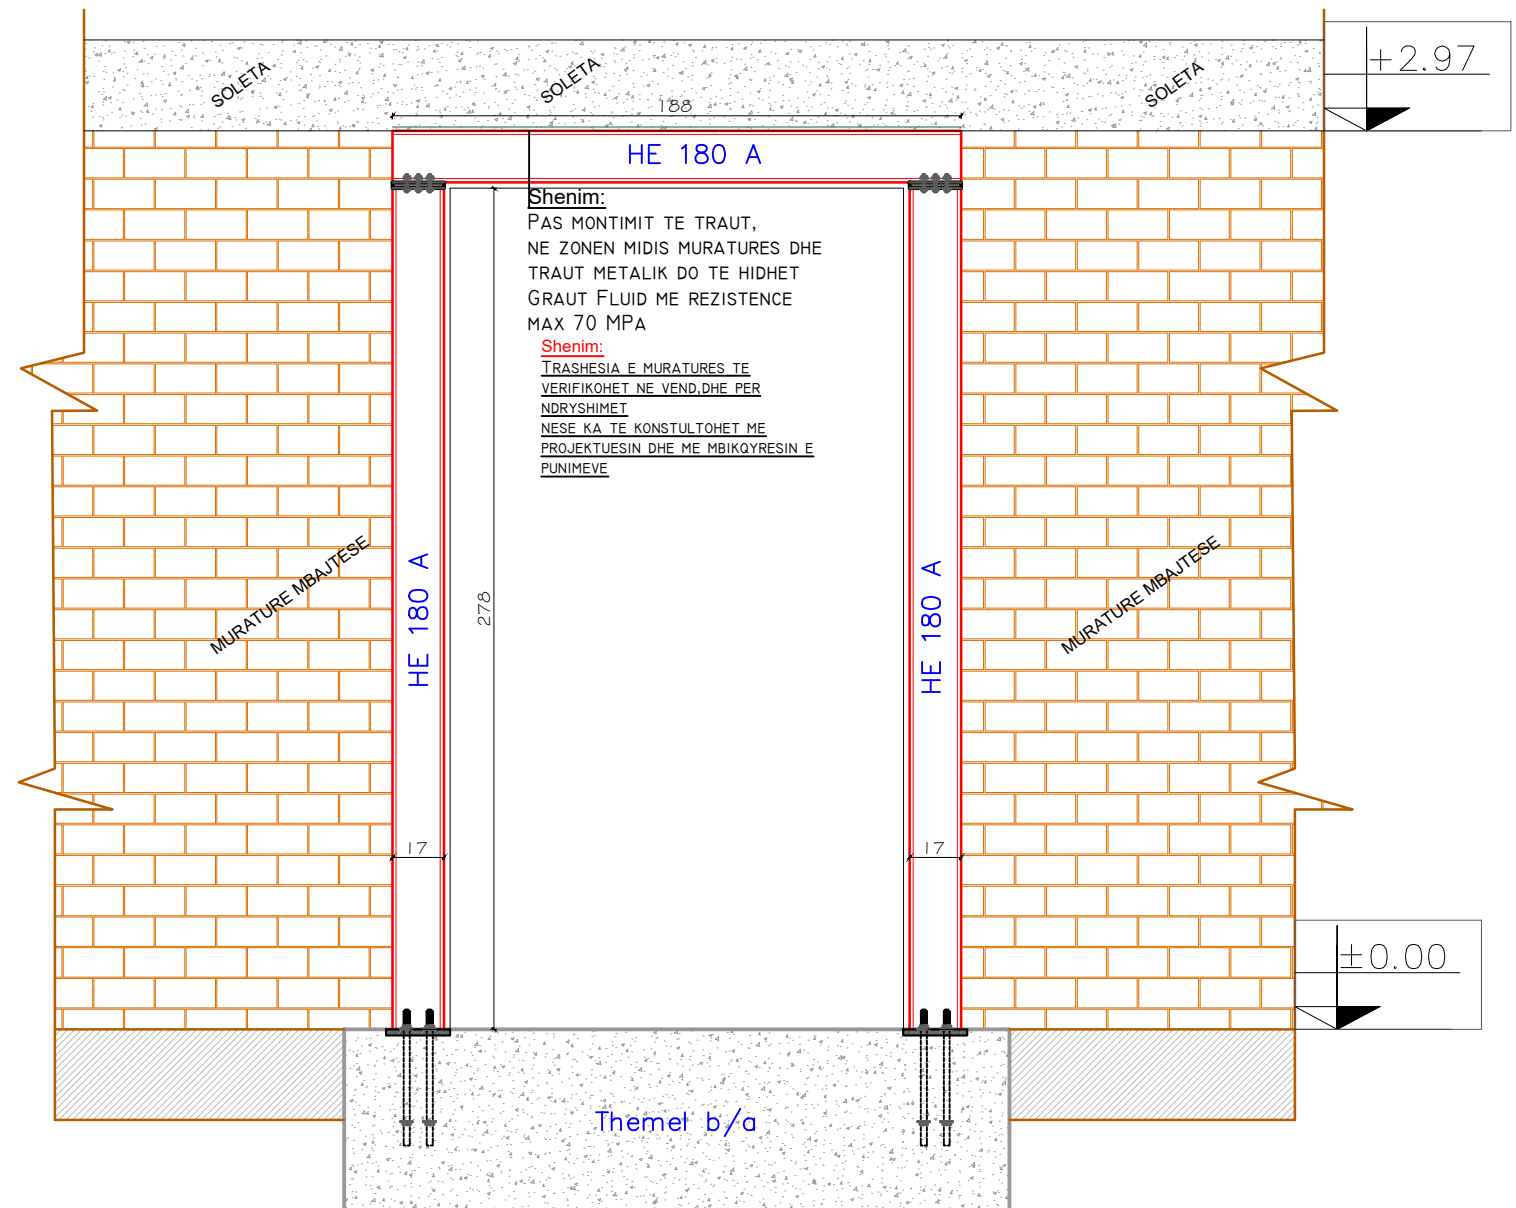 +2.97
SOLETA
SOLETA
SOLETA
188
HE 180 A
Shenim:
PAS MONTIMIT TE TRAUT,
NE ZONEN MIDIS MURATURES DHE
TRAUT METALIK DO TE HIDHET
GRAUT FLUID ME REZISTENCE
MAX 70 MPA
Shenim:
TRASHESIA E MURATURES TE
VERIFIKOHET NE VEND,DHE PER
NDRYSHIMET
NESE KA TE KONSTULTOHET ME
PROJEKTUESIN DHE ME MBIKQYRESIN E
PUNIMEVE
MURATURE MBAJTESE
HE 180 A
278
HE 180 A
MURATURE MBAJTESE
17
17
±0.00
Themel b/a